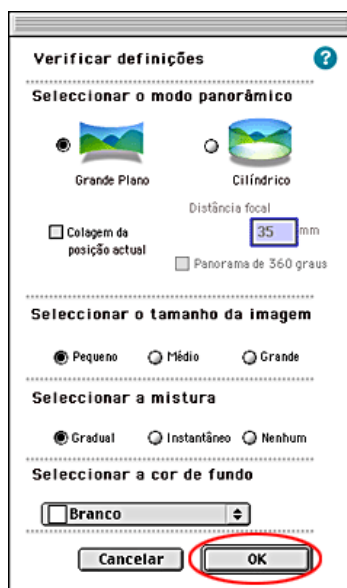 Verificar definições ?
Seleccionar o modo panorâmico
Grande Plano Cilíndrico
Distância focal
Colagem da posição actual 35 mm
Panorama de 360 graus
Seleccionar o tamanho da imagem
Pequeno Médio Grande
Seleccionar a mistura
Gradual Instantâneo Nenhum
Seleccionar a cor de fundo
Branco
Cancelar OK